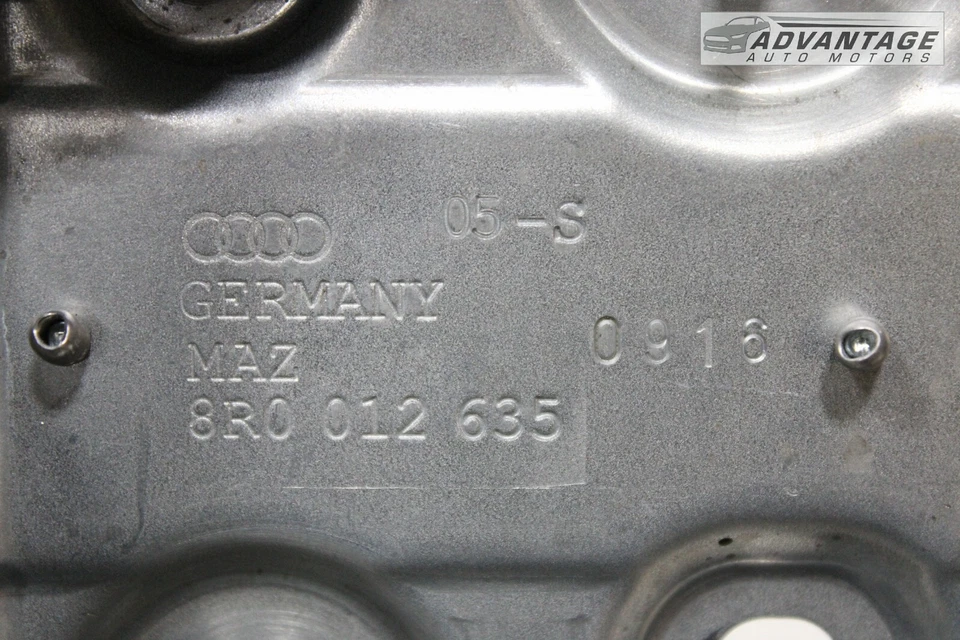 ADVANTAGE
AUTO MOTORS
05-S
GERMANY
MAZ
0916
8R0 012 635